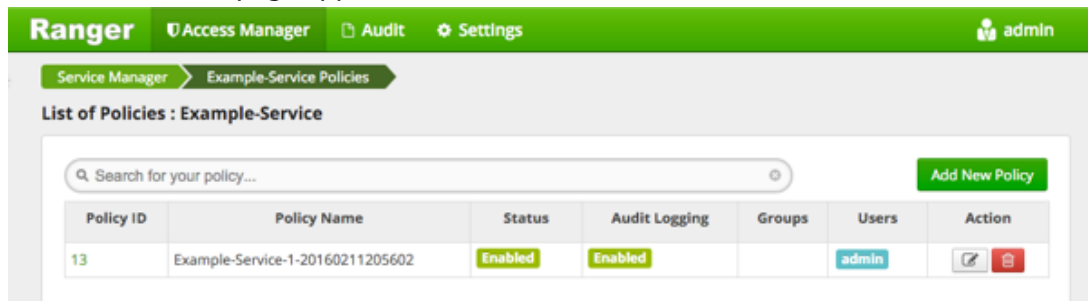 Ranger Access Manager Audit Settings admin
Service Manager Example-Service Policies
List of Policies : Example-Service
Search for your policy... Add New Policy
Policy ID Policy Name Status Audit Logging Groups Users Action
13 Example-Service-1-20160211205602 Enabled Enabled admin